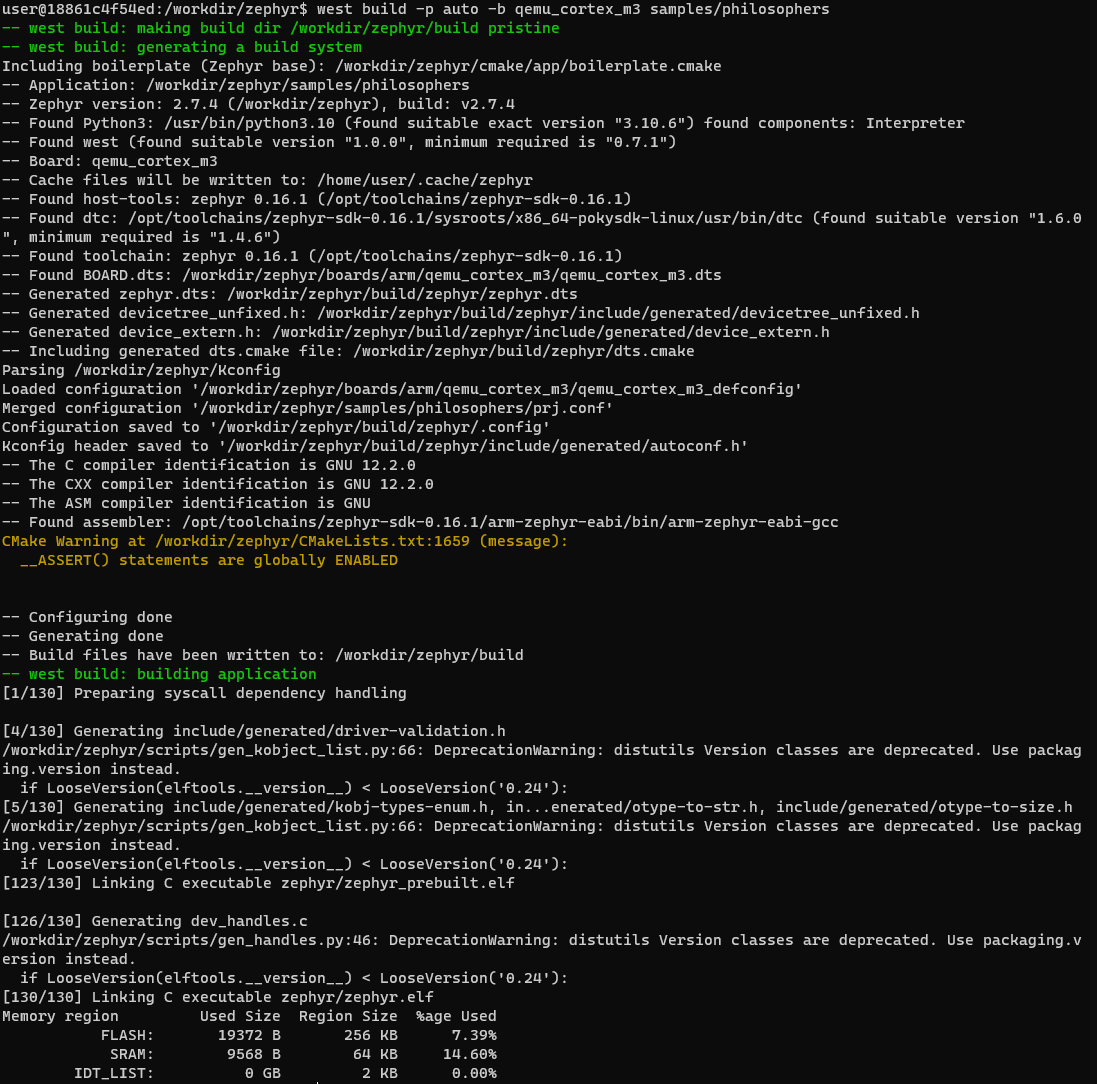 user@18861c4f54ed:/workdir/zephyr$ west build -p auto -b qemu_cortex_m3 samples/philosophers
-- west build: making build dir /workdir/zephyr/build pristine
-- west build: generating a build system
Including boilerplate (Zephyr base): /workdir/zephyr/cmake/app/boilerplate.cmake
-- Application: /workdir/zephyr/samples/philosophers
-- Zephyr version: 2.7.4 (/workdir/zephyr), build: v2.7.4
-- Found Python3: /usr/bin/python3.10 (found suitable exact version "3.10.6") found components: Interpreter
-- Found west (found suitable version "1.0.0", minimum required is "0.7.1")
-- Board: qemu_cortex_m3
-- Cache files will be written to: /home/user/.cache/zephyr
-- Found host-tools: zephyr 0.16.1 (/opt/toolchains/zephyr-sdk-0.16.1)
-- Found dtc: /opt/toolchains/zephyr-sdk-0.16.1/sysroots/x86_64-pokysdk-linux/usr/bin/dtc (found suitable version "1.6.0
", minimum required is "1.4.6")
-- Found toolchain: zephyr 0.16.1 (/opt/toolchains/zephyr-sdk-0.16.1)
-- Found BOARD.dts: /workdir/zephyr/boards/arm/qemu_cortex_m3/qemu_cortex_m3.dts
-- Generated zephyr.dts: /workdir/zephyr/build/zephyr/zephyr.dts
-- Generated devicetree_unfixed.h: /workdir/zephyr/build/zephyr/include/generated/devicetree_unfixed.h
-- Generated device_extern.h: /workdir/zephyr/build/zephyr/include/generated/device_extern.h
-- Including generated dts.cmake file: /workdir/zephyr/build/zephyr/dts.cmake
Parsing /workdir/zephyr/Kconfig
Loaded configuration '/workdir/zephyr/boards/arm/qemu_cortex_m3/qemu_cortex_m3_defconfig'
Merged configuration '/workdir/zephyr/samples/philosophers/prj.conf'
Configuration saved to '/workdir/zephyr/build/zephyr/.config'
Kconfig header saved to '/workdir/zephyr/build/zephyr/include/generated/autoconf.h'
-- The C compiler identification is GNU 12.2.0
-- The CXX compiler identification is GNU 12.2.0
-- The ASM compiler identification is GNU
-- Found assembler: /opt/toolchains/zephyr-sdk-0.16.1/arm-zephyr-eabi/bin/arm-zephyr-eabi-gcc
CMake Warning at /workdir/zephyr/CMakeLists.txt:1659 (message):
  __ASSERT() statements are globally ENABLED
-- Configuring done
-- Generating done
-- Build files have been written to: /workdir/zephyr/build
-- west build: building application
[1/130] Preparing syscall dependency handling
[4/130] Generating include/generated/driver-validation.h
/workdir/zephyr/scripts/gen_kobject_list.py:66: DeprecationWarning: distutils Version classes are deprecated. Use packag
ing.version instead.
  if LooseVersion(elftools.__version__) < LooseVersion('0.24'):
[5/130] Generating include/generated/kobj-types-enum.h, in...enerated/otype-to-str.h, include/generated/otype-to-size.h
/workdir/zephyr/scripts/gen_kobject_list.py:66: DeprecationWarning: distutils Version classes are deprecated. Use packag
ing.version instead.
  if LooseVersion(elftools.__version__) < LooseVersion('0.24'):
[123/130] Linking C executable zephyr/zephyr_prebuilt.elf
[126/130] Generating dev_handles.c
/workdir/zephyr/scripts/gen_handles.py:46: DeprecationWarning: distutils Version classes are deprecated. Use packaging.v
ersion instead.
  if LooseVersion(elftools.__version__) < LooseVersion('0.24'):
[130/130] Linking C executable zephyr/zephyr.elf
Memory region         Used Size  Region Size  %age Used
           FLASH:       19372 B       256 KB      7.39%
            SRAM:        9568 B        64 KB     14.60%
        IDT_LIST:          0 GB         2 KB      0.00%